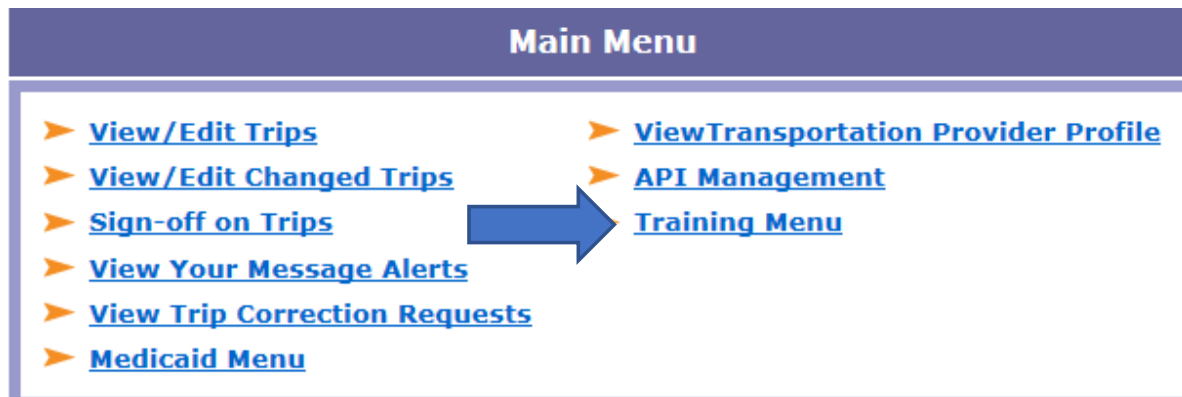 Main Menu
View/Edit Trips
View/Edit Changed Trips
Sign-off on Trips
View Your Message Alerts
View Trip Correction Requests
Medicaid Menu
ViewTransportation Provider Profile
API Management
Training Menu